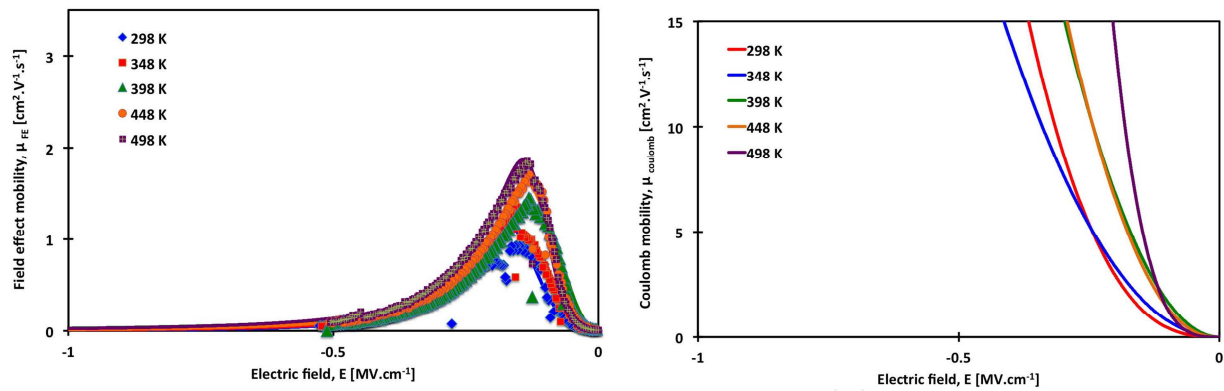 3
2
1
0
Field effect mobility, μ FE [cm².V⁻¹.s⁻¹]
298 K
348 K
398 K
448 K
498 K
-1
-0.5
0
Electric field, E [MV.cm⁻¹]
15
10
5
0
Coulomb mobility, μ couiomb [cm².V⁻¹.s⁻¹]
298 K
348 K
398 K
448 K
498 K
-1
-0.5
0
Electric field, E [MV.cm⁻¹]